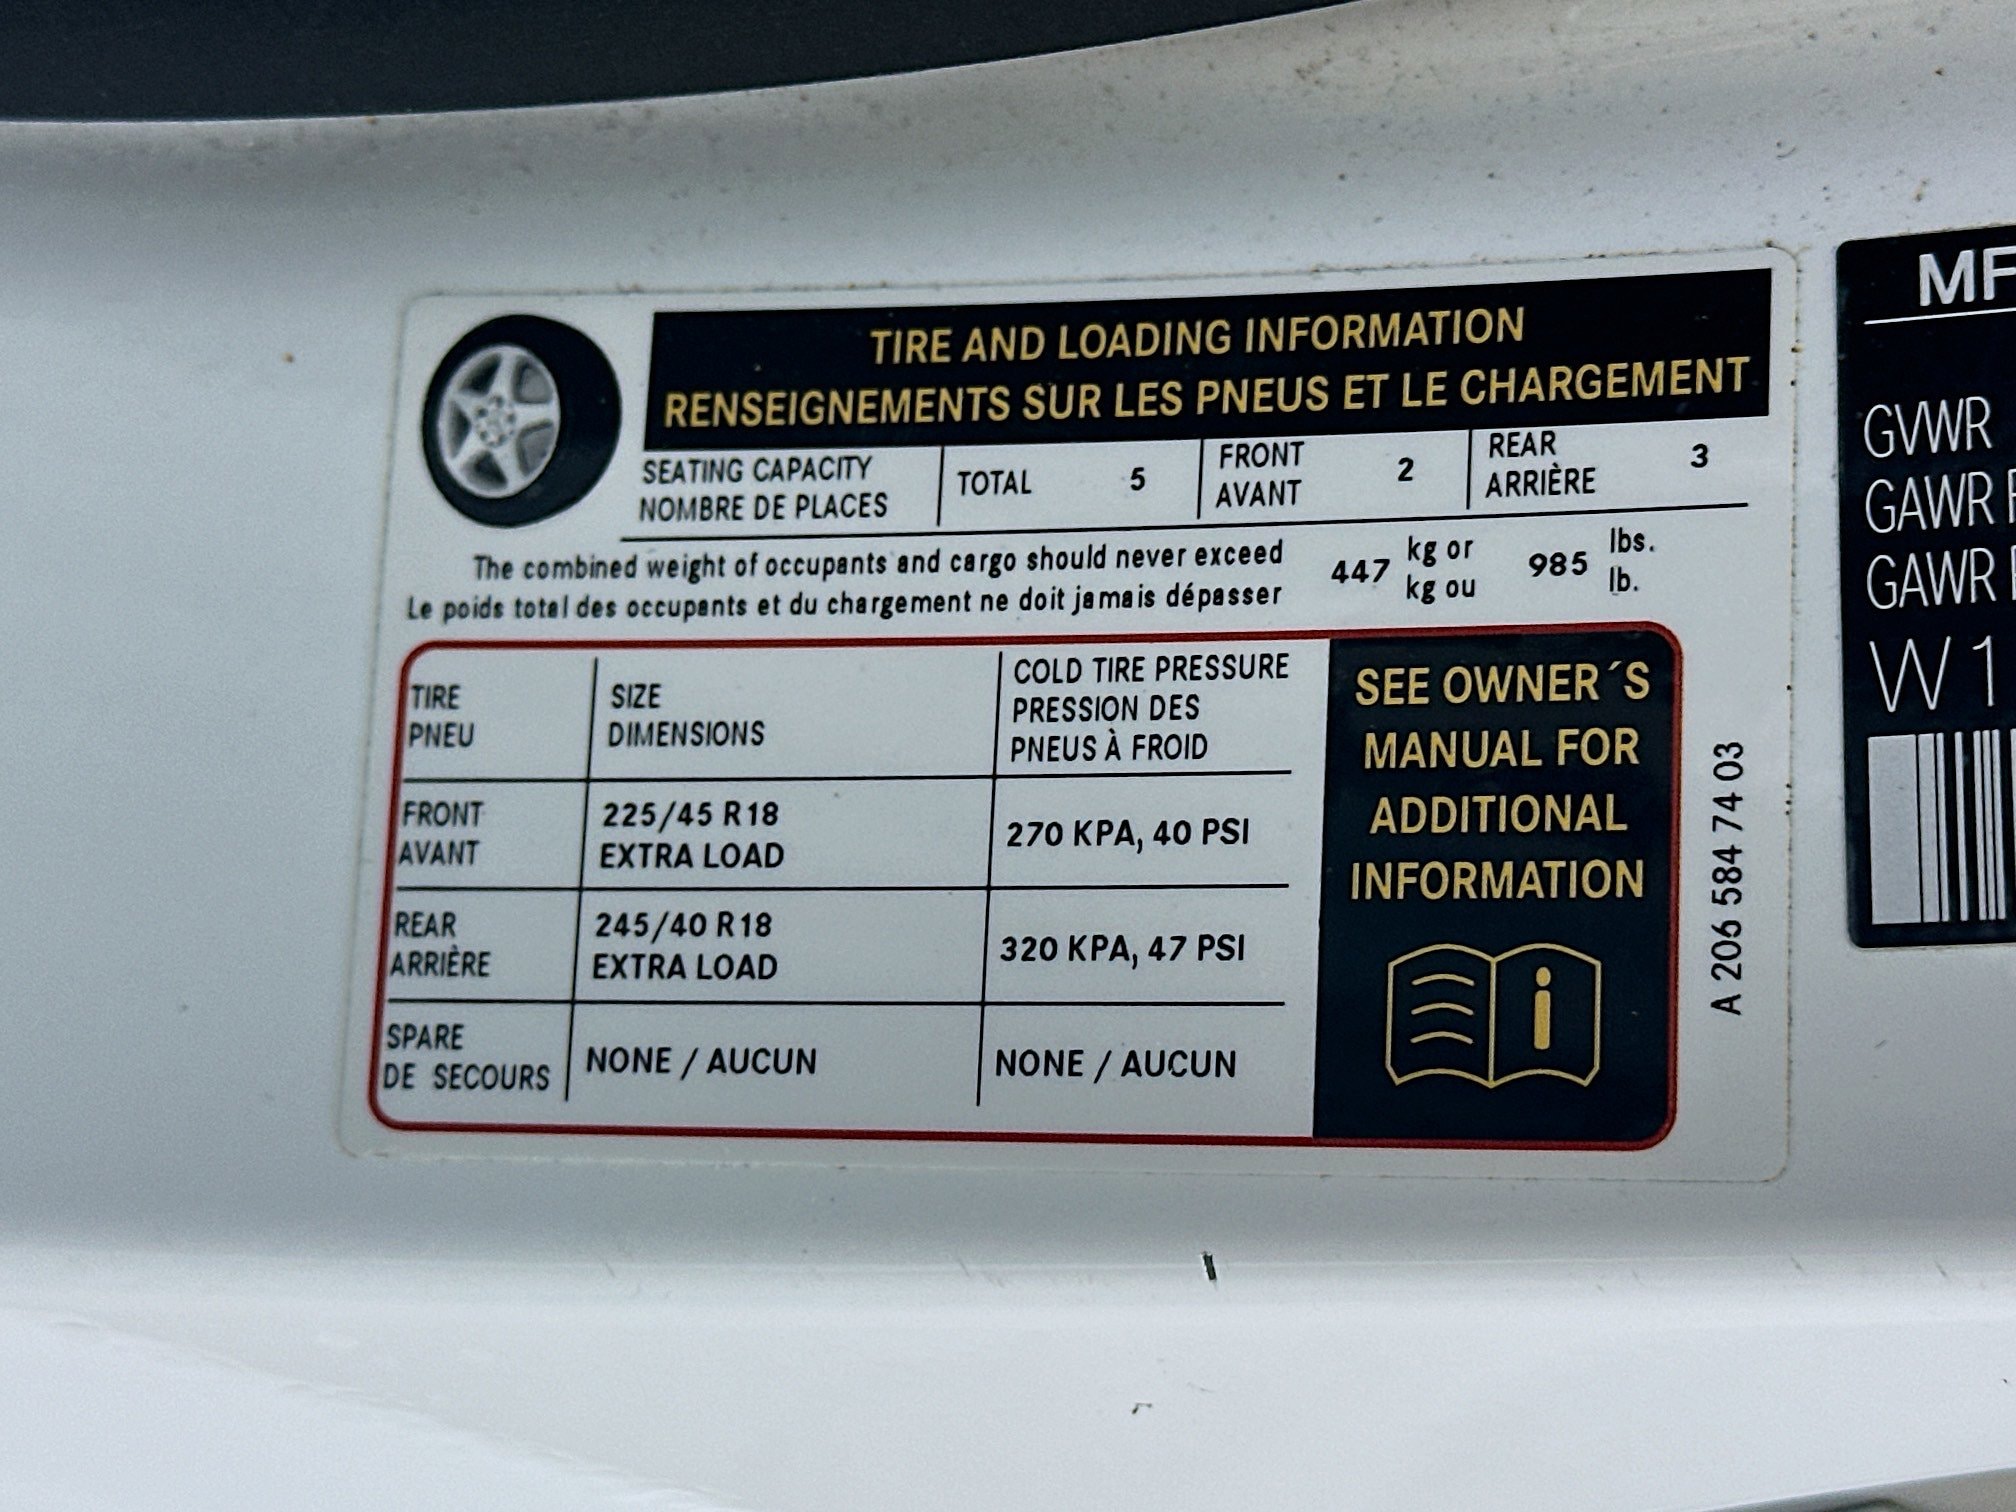 TIRE AND LOADING INFORMATION
RENSEIGNEMENTS SUR LES PNEUS ET LE CHARGEMENT
SEATING CAPACITY
NOMBRE DE PLACES
TOTAL 5
FRONT
AVANT
2
REAR
ARRIÈRE
3
The combined weight of occupants and cargo should never exceed
Le poids total des occupants et du chargement ne doit jamais dépasser
447
kg or
kg ou
985
lbs.
lb.
TIRE
PNEU
SIZE
DIMENSIONS
COLD TIRE PRESSURE
PRESSION DES
PNEUS À FROID
FRONT
AVANT
225/45 R18
EXTRA LOAD
270 KPA, 40 PSI
REAR
ARRIÈRE
245/40 R18
EXTRA LOAD
320 KPA, 47 PSI
SPARE
DE SECOURS
NONE / AUCUN
NONE / AUCUN
SEE OWNER´S
MANUAL FOR
ADDITIONAL
INFORMATION
i
A 206 584 74 03
GVWR
GAWR
GAWR
W1